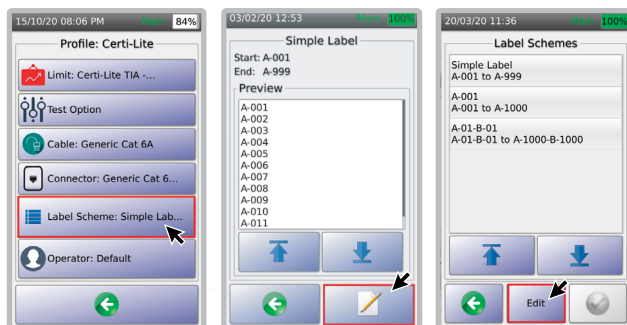 15/10/20 08:06 PM Main 84%
Profile: Certi-Lite
Limit: Certi-Lite TIA -...
Test Option
Cable: Generic Cat 6A
Connector: Generic Cat 6...
Label Scheme: Simple Lab...
Operator: Default
03/02/20 12:53 Main 100%
Simple Label
Start: A-001
End: A-999
Preview
A-001
A-002
A-003
A-004
A-005
A-006
A-007
A-008
A-009
A-010
A-011
20/03/20 11:36 Main 100%
Label Schemes
Simple Label
A-001 to A-999
A-001
A-001 to A-1000
A-01-B-01
A-01-B-01 to A-1000-B-1000
Edit